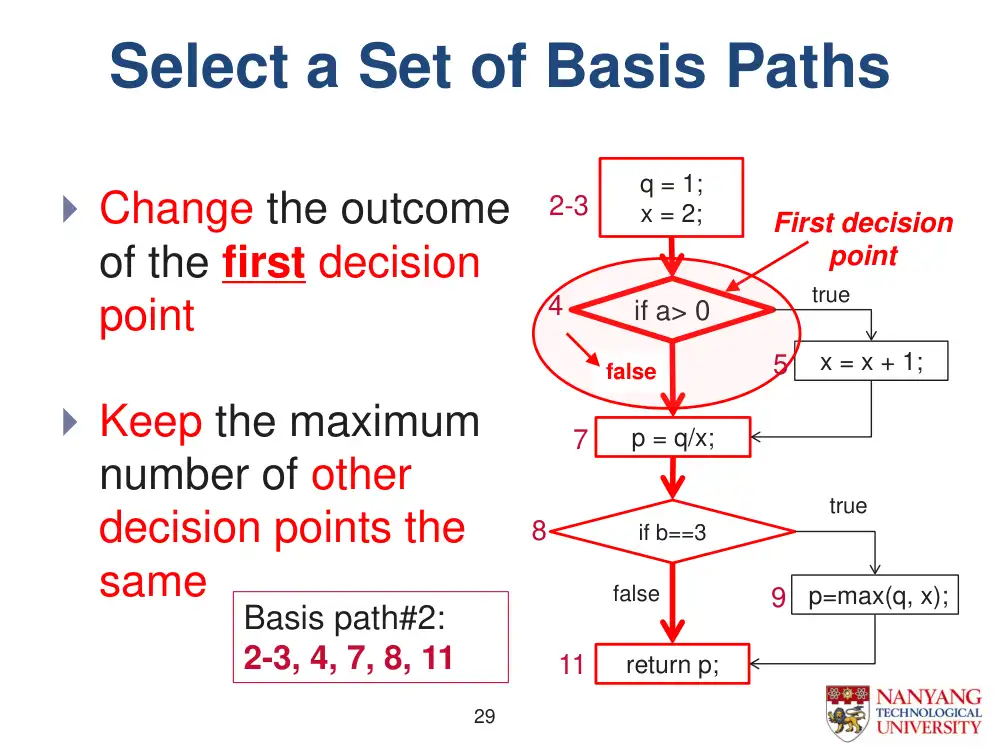 Select a Set of Basis Paths
Change the outcome
of the first decision
point
Keep the maximum
number of other
decision points the
same
Basis path#2:
2-3, 4, 7, 8, 11
2-3
q = 1;
x = 2;
First decision
point
4
if a> 0
true
false
5
x = x + 1;
7
p = q/x;
8
if b==3
true
false
9
p=max(q, x);
11
return p;
29
NANYANG
TECHNOLOGICAL
UNIVERSITY